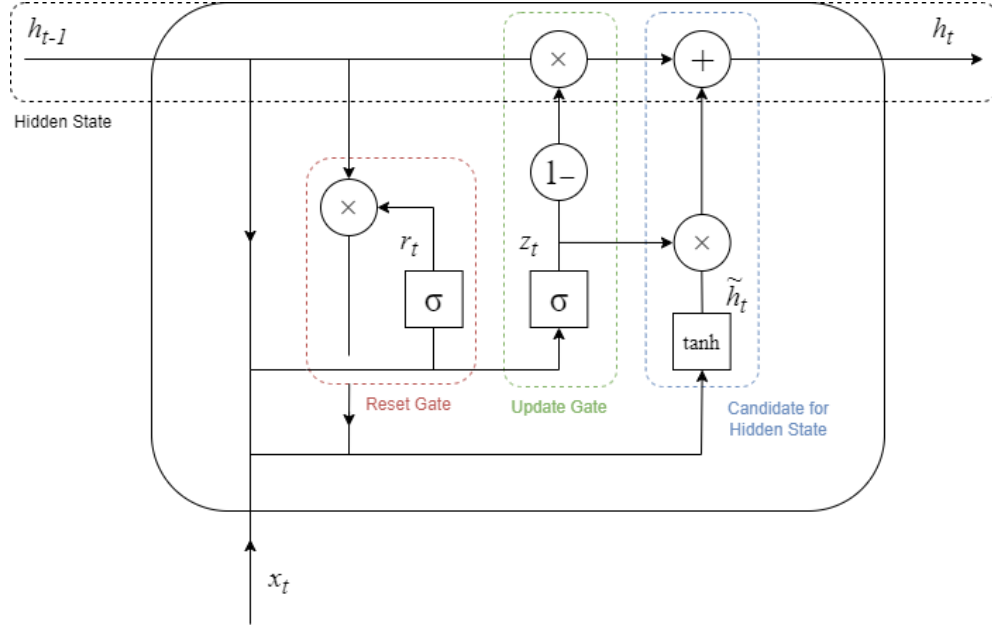 h_{t-1}
h_t
×
+
Hidden State
1-
×
r_t
z_t
×
σ
σ
h̃_t
tanh
Reset Gate
Update Gate
Candidate for
Hidden State
x_t